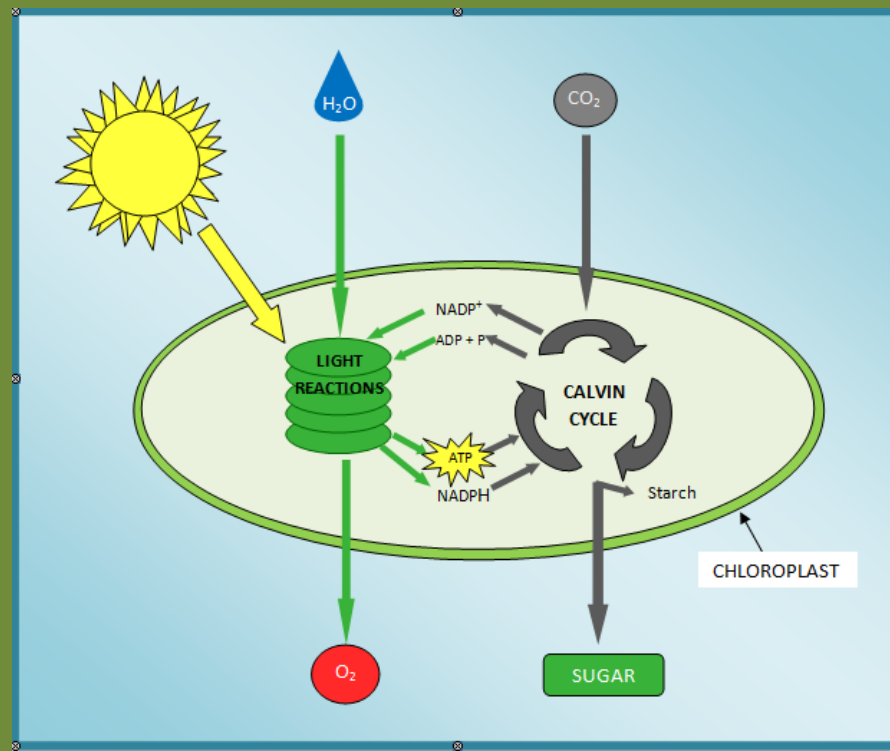 H₂O
CO₂
NADP⁺
ADP + P
LIGHT
REACTIONS
CALVIN
CYCLE
ATP
NADPH
Starch
CHLOROPLAST
O₂
SUGAR